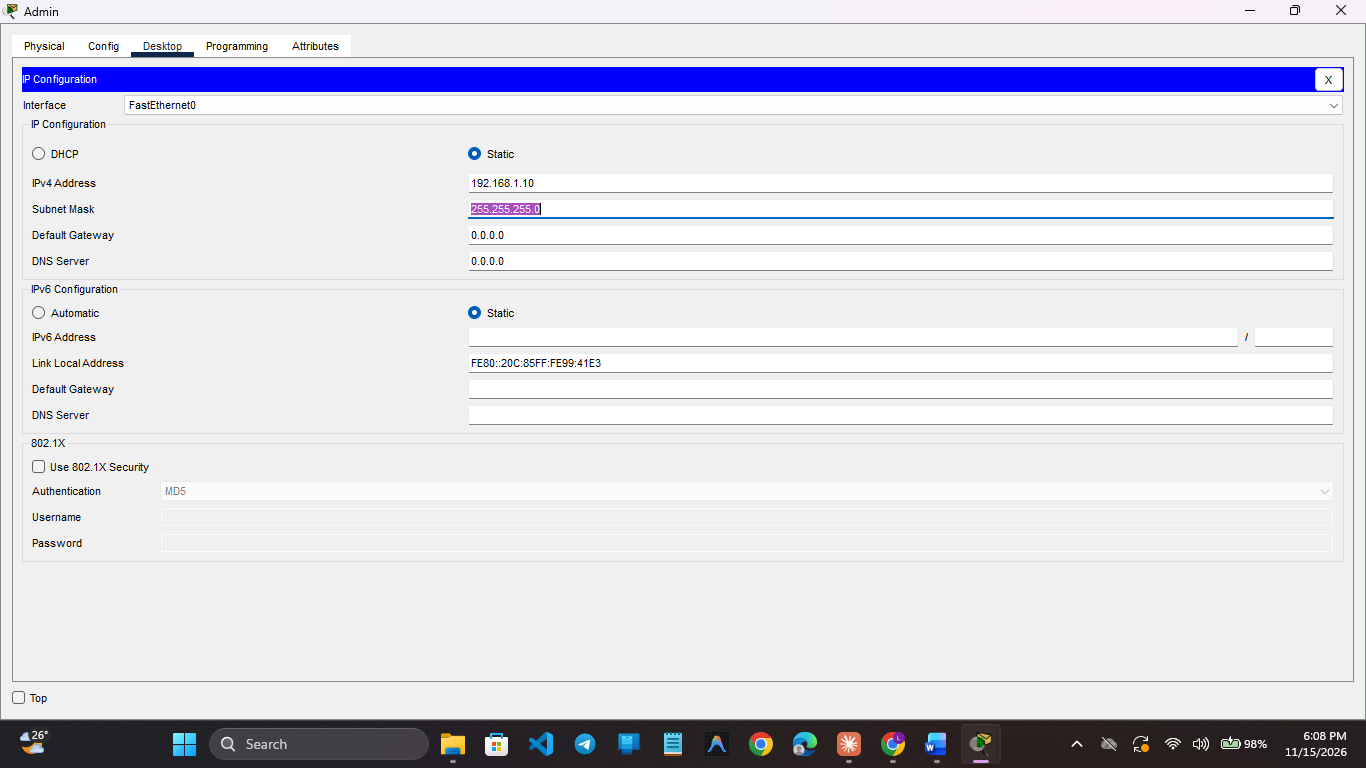 Admin
Physical Config Desktop Programming Attributes
IP Configuration X
Interface FastEthernet0
IP Configuration
DHCP Static
IPv4 Address 192.168.1.10
Subnet Mask 255.255.255.0
Default Gateway 0.0.0.0
DNS Server 0.0.0.0
IPv6 Configuration
Automatic Static
IPv6 Address /
Link Local Address FE80::20C:85FF:FE99:41E3
Default Gateway
DNS Server
802.1X
Use 802.1X Security
Authentication MD5
Username
Password
Top
26°
Search
L
W
98%
6:08 PM
11/15/2026